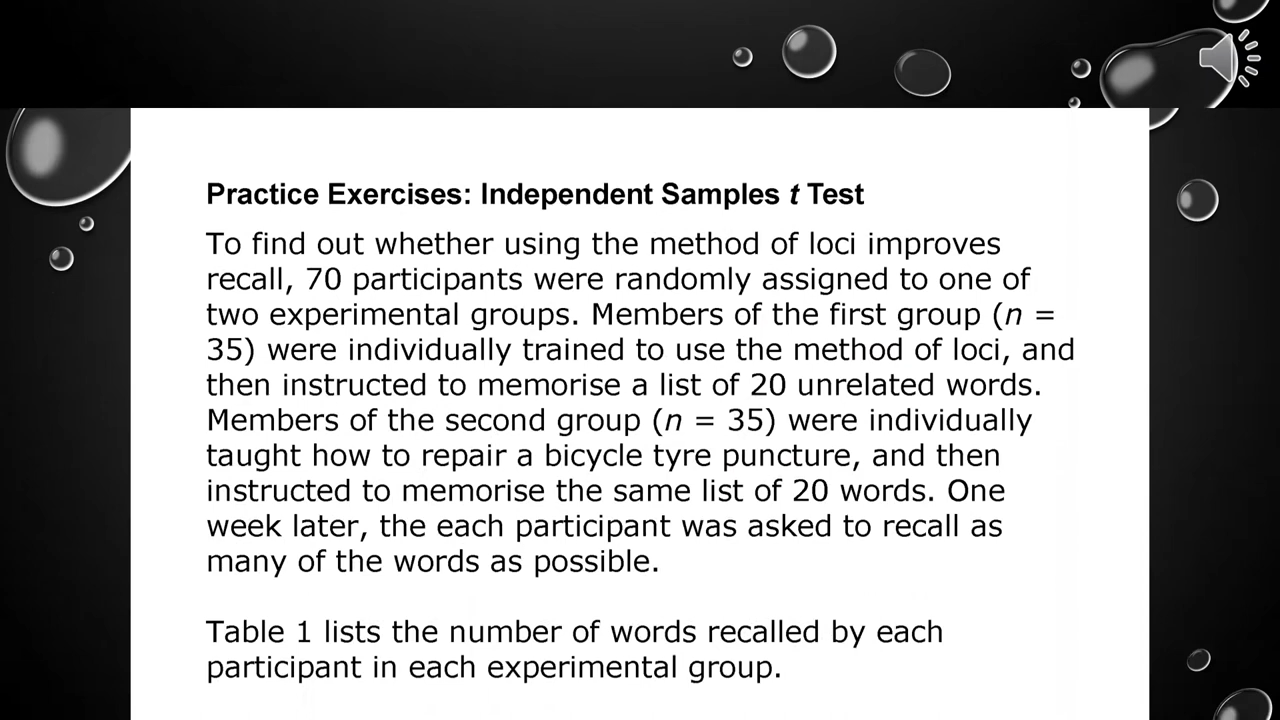 Practice Exercises: Independent Samples t Test
To find out whether using the method of loci improves
recall, 70 participants were randomly assigned to one of
two experimental groups. Members of the first group (n =
35) were individually trained to use the method of loci, and
then instructed to memorise a list of 20 unrelated words.
Members of the second group (n = 35) were individually
taught how to repair a bicycle tyre puncture, and then
instructed to memorise the same list of 20 words. One
week later, the each participant was asked to recall as
many of the words as possible.
Table 1 lists the number of words recalled by each
participant in each experimental group.